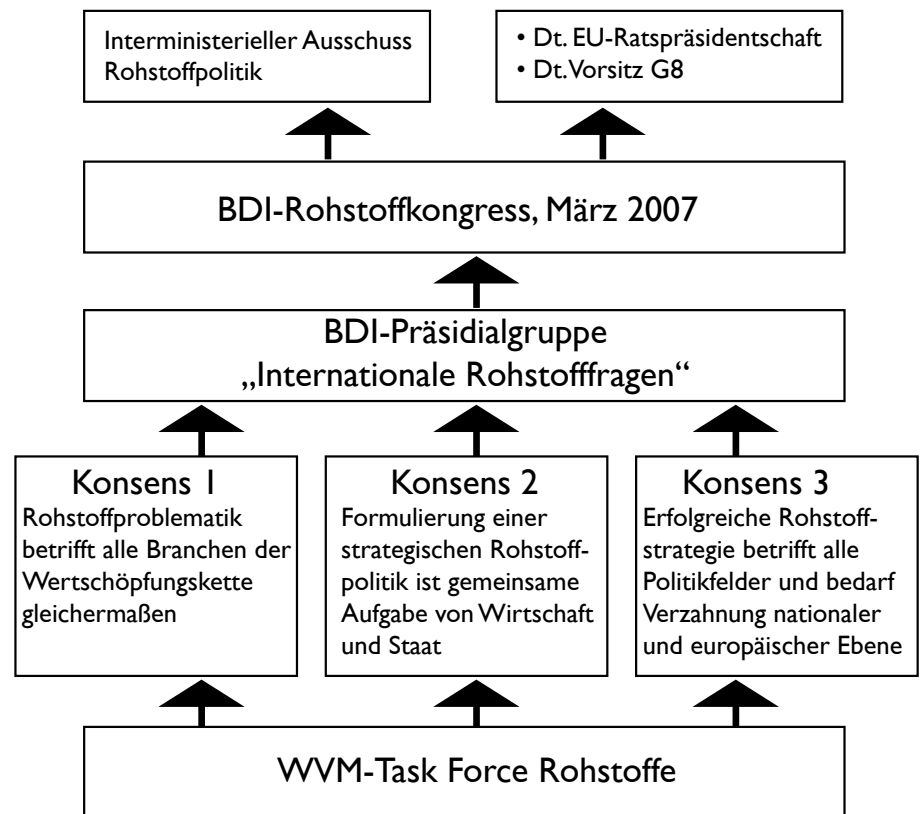 Interministerieller Ausschuss
Rohstoffpolitik
• Dt. EU-Ratspräsidentschaft
• Dt. Vorsitz G8
BDI-Rohstoffkongress, März 2007
BDI-Präsidialgruppe
„Internationale Rohstofffragen“
Konsens 1
Rohstoffproblematik
betrifft alle Branchen der
Wertschöpfungskette
gleichermaßen
Konsens 2
Formulierung einer
strategischen Rohstoff-
politik ist gemeinsame
Aufgabe von Wirtschaft
und Staat
Konsens 3
Erfolgreiche Rohstoff-
strategie betrifft alle
Politikfelder und bedarf
Verzahnung nationaler
und europäischer Ebene
WVM-Task Force Rohstoffe